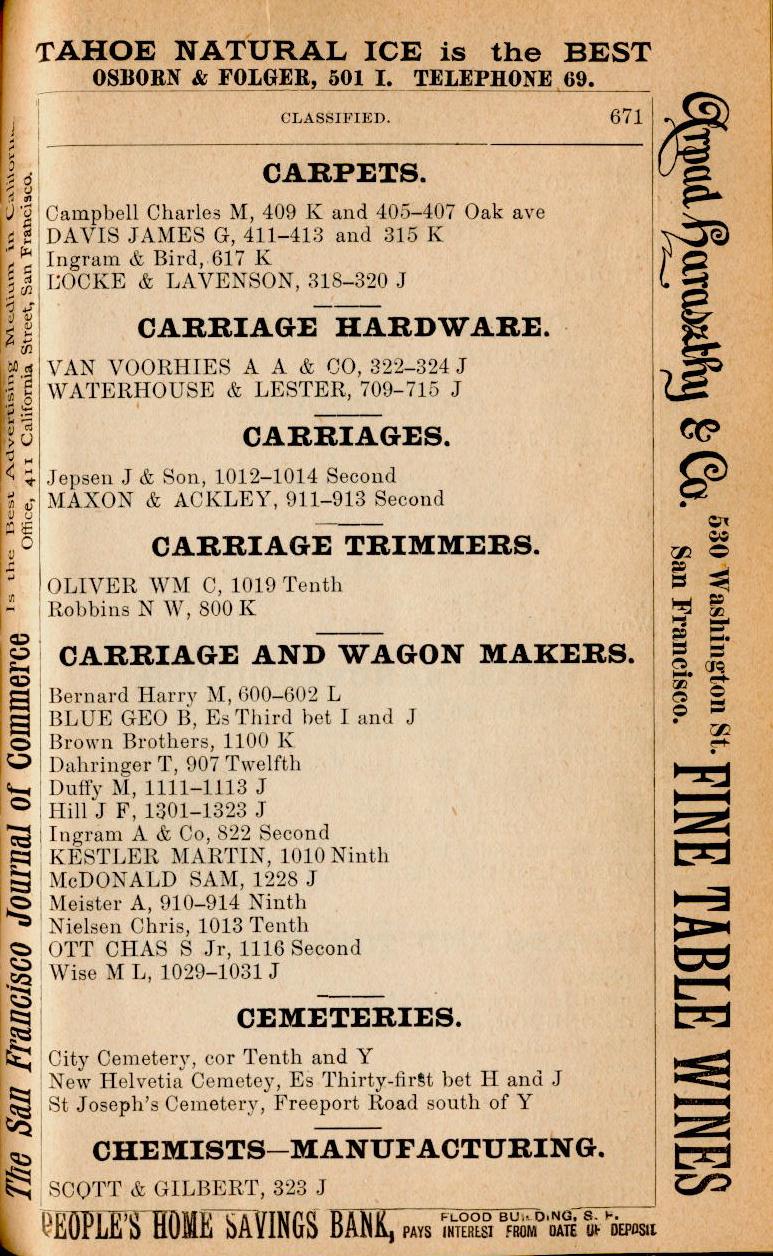 TAHOE NATURAL ICE is the BEST
OSBORN & FOLGER, 501 I. TELEPHONE 69.
CLASSIFIED. 671
CARPETS.
Campbell Charles M, 409 K and 405–407 Oak ave
DAVIS JAMES G, 411–413 and 315 K
Ingram & Bird, 617 K
LOCKE & LAVENSON, 318–320 J
CARRIAGE HARDWARE.
VAN VOORHIES A A & CO, 322–324 J
WATERHOUSE & LESTER, 709–715 J
CARRIAGES.
Jepsen J & Son, 1012–1014 Second
MAXON & ACKLEY, 911–913 Second
CARRIAGE TRIMMERS.
OLIVER WM C, 1019 Tenth
Robbins N W, 800 K
CARRIAGE AND WAGON MAKERS.
Bernard Harry M, 600–602 L
BLUE GEO B, Es Third bet I and J
Brown Brothers, 1100 K
Dahringer T, 907 Twelfth
Duffy M, 1111–1113 J
Hill J F, 1301–1323 J
Ingram A & Co, 822 Second
KESTLER MARTIN, 1010 Ninth
McDONALD SAM, 1228 J
Meister A, 910–914 Ninth
Nielsen Chris, 1013 Tenth
OTT CHAS S Jr, 1116 Second
Wise M L, 1029–1031 J
CEMETERIES.
City Cemetery, cor Tenth and Y
New Helvetia Cemetey, Es Thirty-first bet H and J
St Joseph's Cemetery, Freeport Road south of Y
CHEMISTS—MANUFACTURING.
SCOTT & GILBERT, 323 J
PEOPLE'S HOME SAVINGS BANK, PAYS INTEREST FROM DATE OF DEPOSIT
FLOOD BUILDING, S. F.
The San Francisco Journal of Commerce Is the Best Advertising Medium in
Office, 411 California Street, San Francisco.
Arpad Haraszthy & Co. 530 Washington St. FINE TABLE WINES
San Francisco.